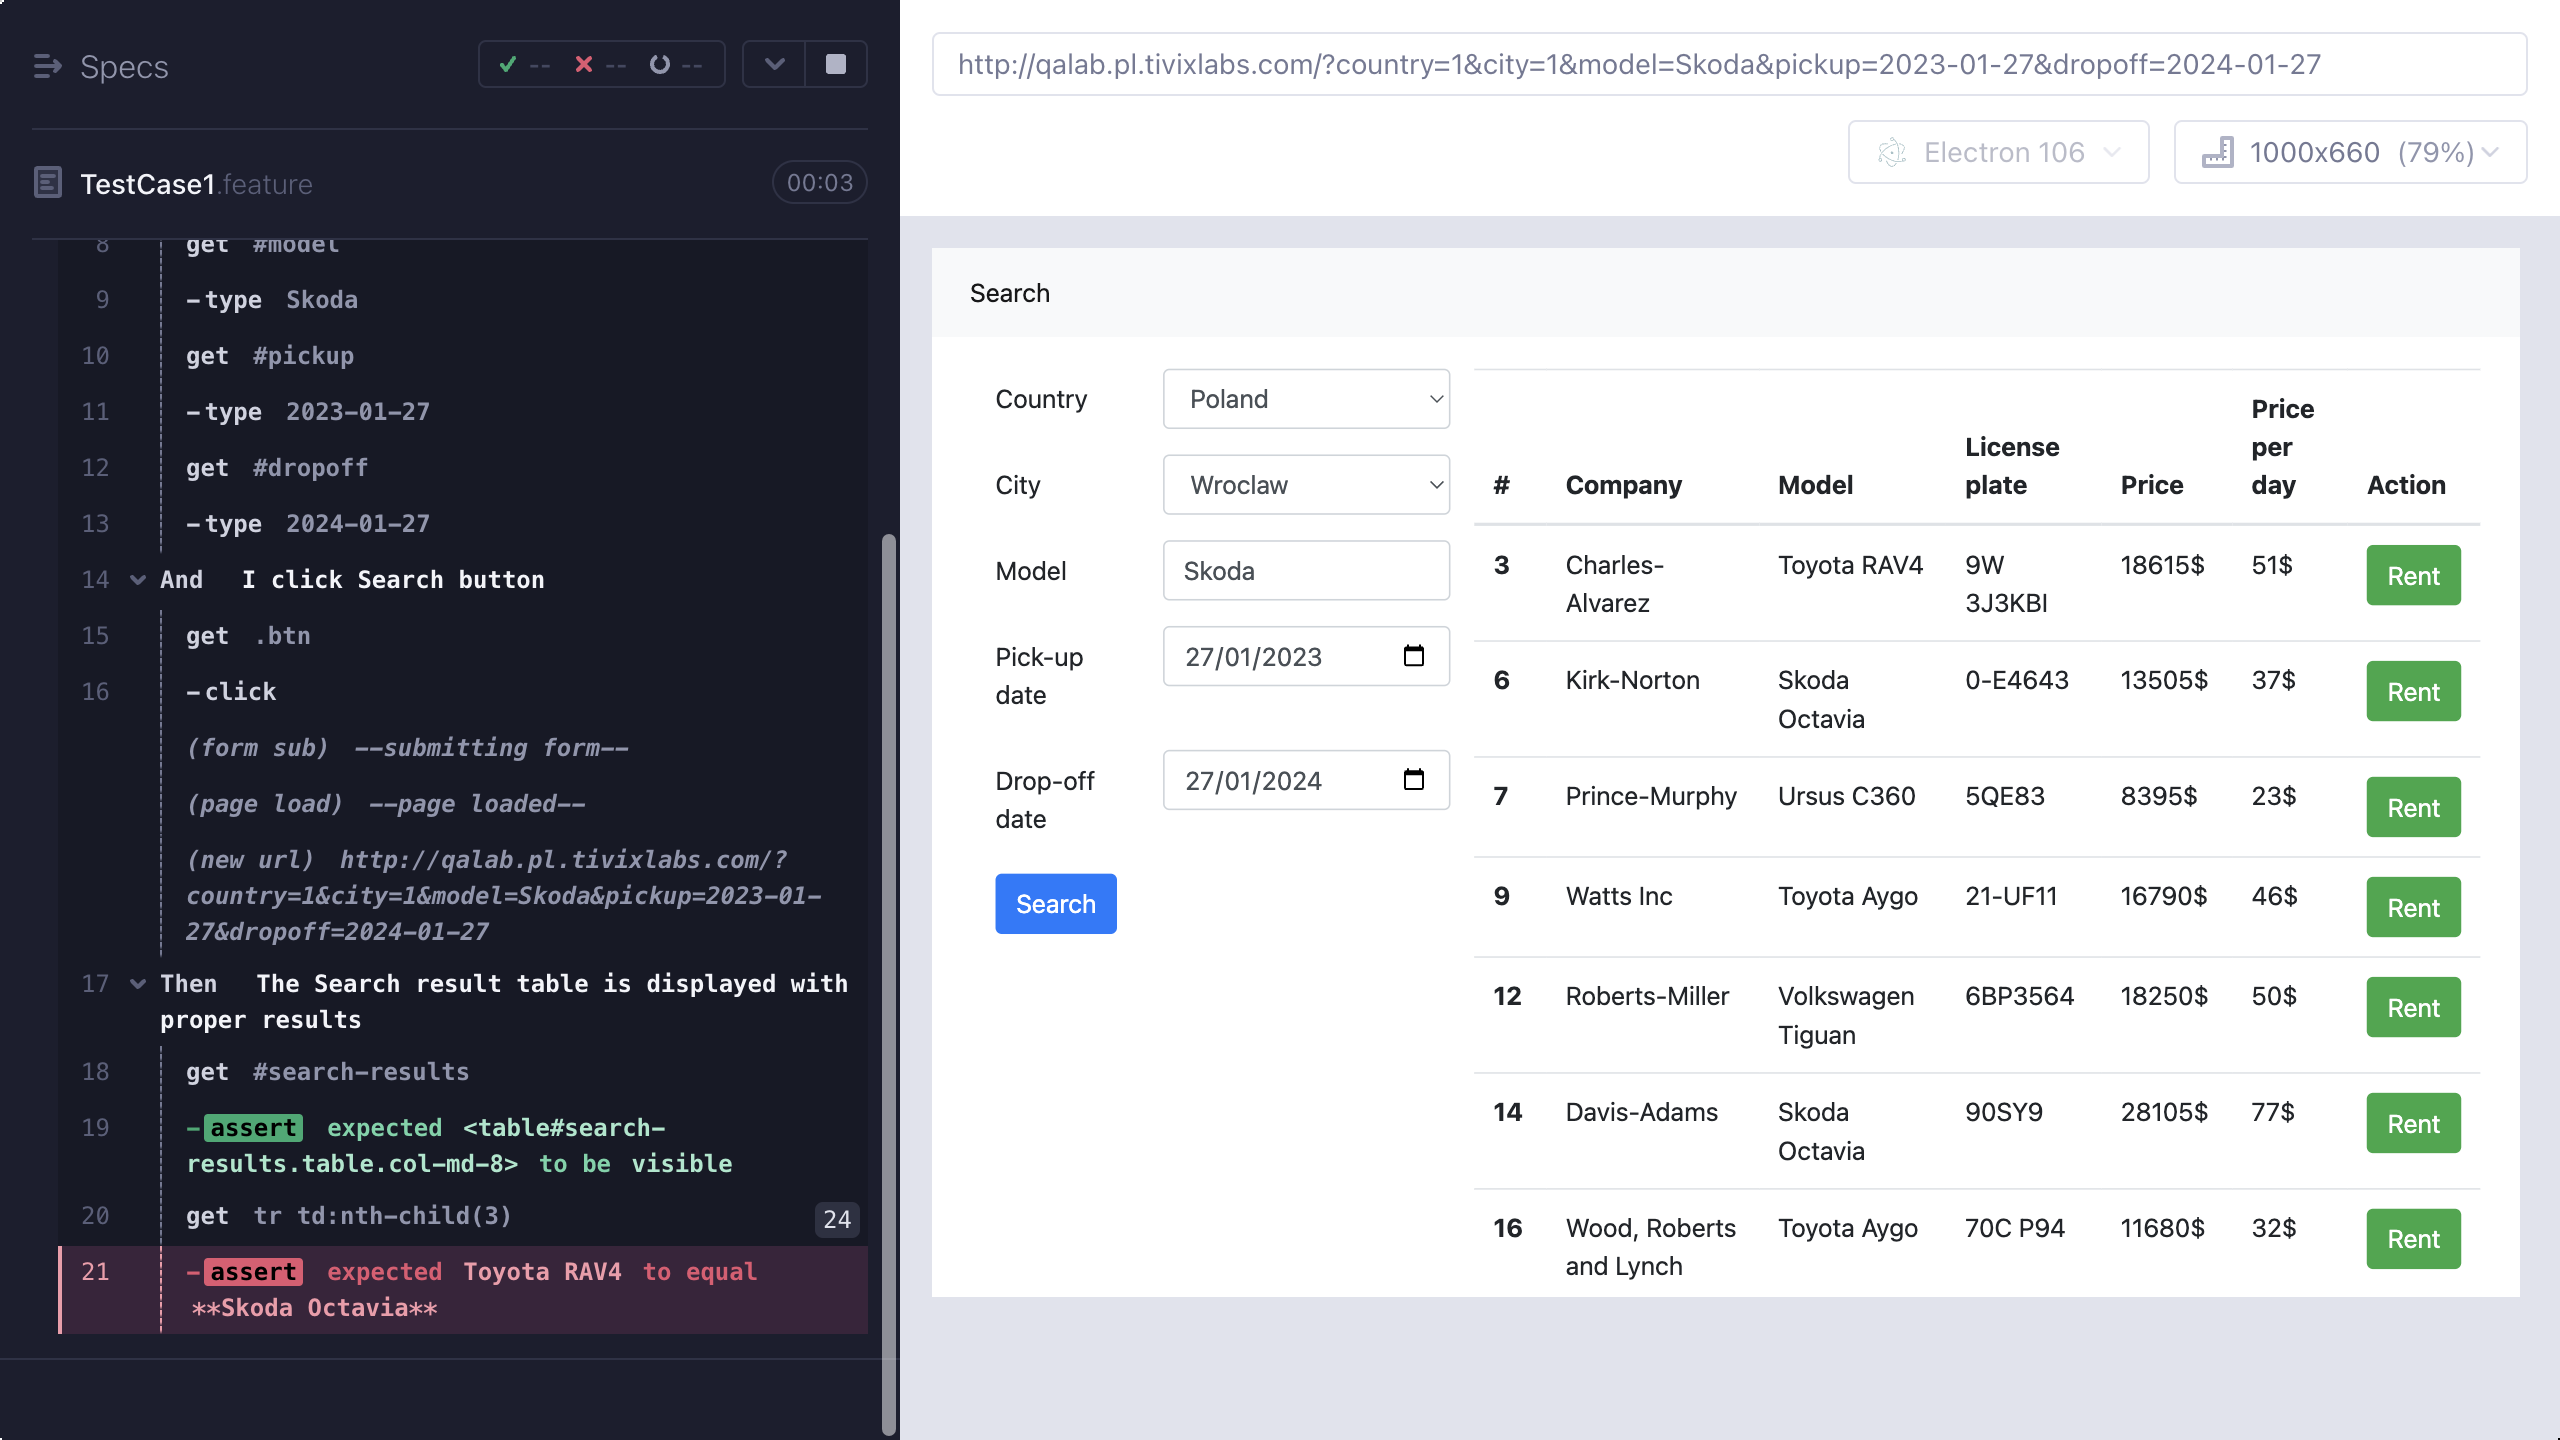 Specs
-- -- --
TestCase1.feature 00:03
8 get #model
9 -type Skoda
10 get #pickup
11 -type 2023-01-27
12 get #dropoff
13 -type 2024-01-27
14 And I click Search button
15 get .btn
16 -click
(form sub) --submitting form--
(page load) --page loaded--
(new url) http://qalab.pl.tivixlabs.com/?
country=1&city=1&model=Skoda&pickup=2023-01-
27&dropoff=2024-01-27
17 Then The Search result table is displayed with
proper results
18 get #search-results
19 -assert expected <table#search-
results.table.col-md-8> to be visible
20 get tr td:nth-child(3) 24
21 -assert expected Toyota RAV4 to equal
**Skoda Octavia**
http://qalab.pl.tivixlabs.com/?country=1&city=1&model=Skoda&pickup=2023-01-27&dropoff=2024-01-27
Electron 106 1000x660 (79%)
Search
Country Poland
City Wroclaw
Model Skoda
Pick-up
date
27/01/2023
Drop-off
date
27/01/2024
Search
# Company Model License
plate Price Price
per
day Action
3 Charles-
Alvarez Toyota RAV4 9W
3J3KBI 18615$ 51$ Rent
6 Kirk-Norton Skoda
Octavia 0-E4643 13505$ 37$ Rent
7 Prince-Murphy Ursus C360 5QE83 8395$ 23$ Rent
9 Watts Inc Toyota Aygo 21-UF11 16790$ 46$ Rent
12 Roberts-Miller Volkswagen
Tiguan 6BP3564 18250$ 50$ Rent
14 Davis-Adams Skoda
Octavia 90SY9 28105$ 77$ Rent
16 Wood, Roberts
and Lynch Toyota Aygo 70C P94 11680$ 32$ Rent